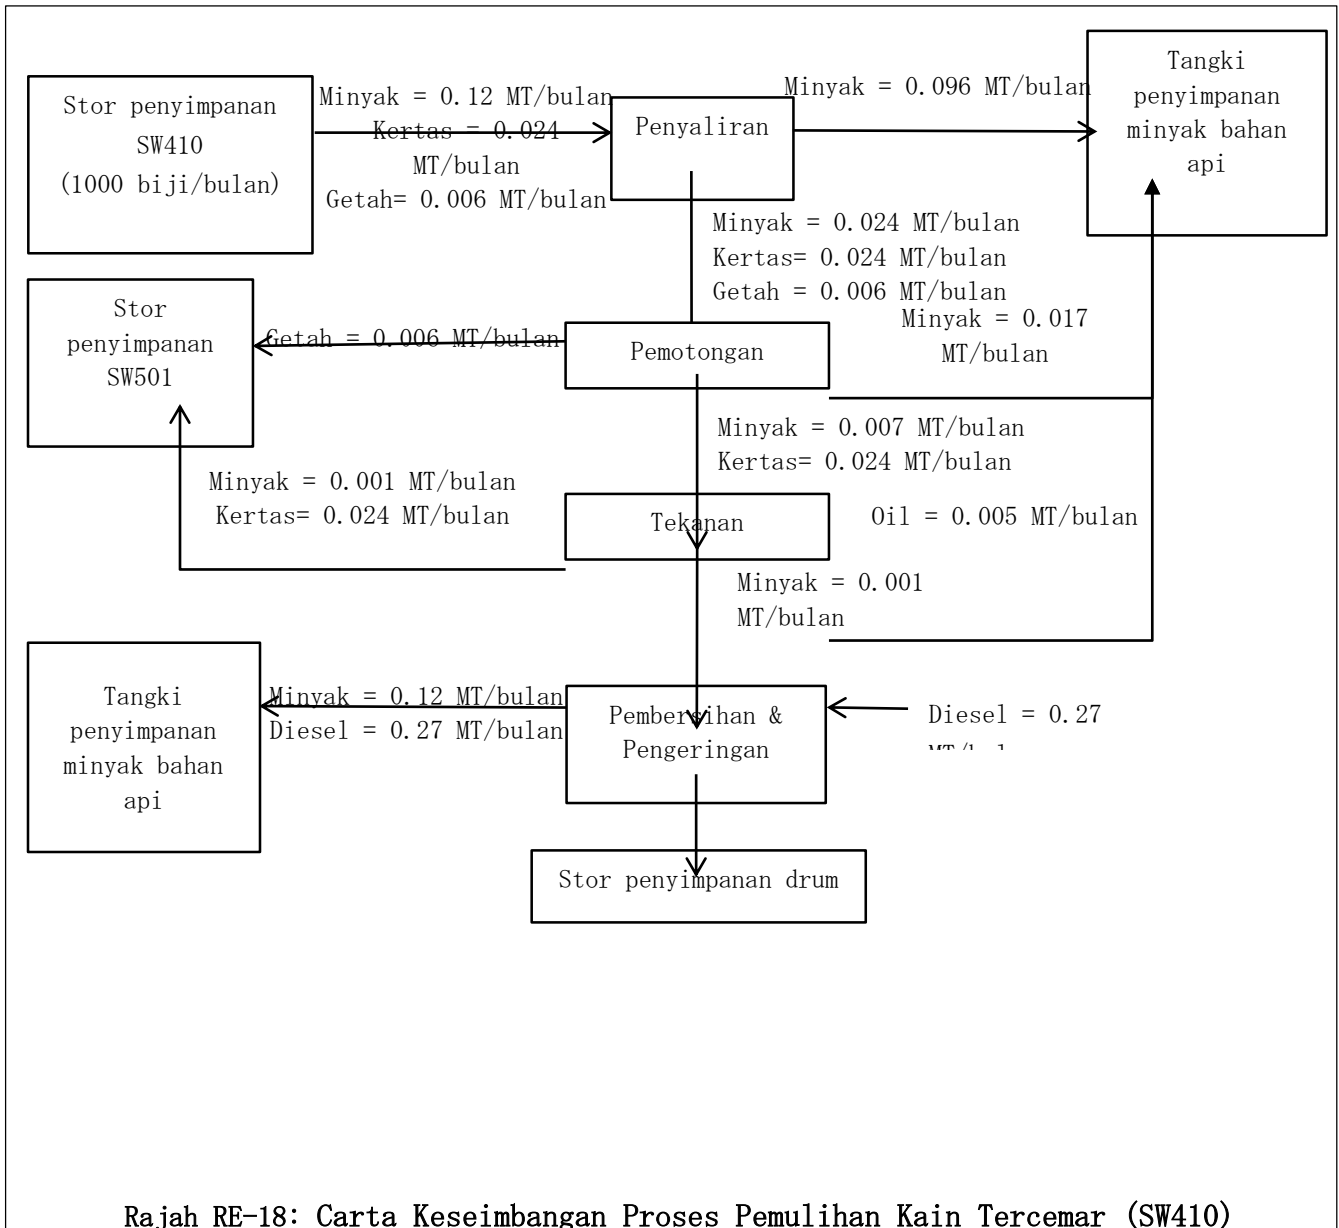 Stor penyimpanan
SW410
(1000 biji/bulan)
Minyak = 0.12 MT/bulan
Kertas = 0.024
MT/bulan
Getah= 0.006 MT/bulan
Penyaliran
Minyak = 0.096 MT/bulan
Tangki
penyimpanan
minyak bahan
api
Minyak = 0.024 MT/bulan
Kertas= 0.024 MT/bulan
Getah = 0.006 MT/bulan
Stor
penyimpanan
SW501
Getah = 0.006 MT/bulan
Pemotongan
Minyak = 0.017
MT/bulan
Minyak = 0.007 MT/bulan
Kertas= 0.024 MT/bulan
Minyak = 0.001 MT/bulan
Kertas= 0.024 MT/bulan
Tekanan
Oil = 0.005 MT/bulan
Minyak = 0.001
MT/bulan
Tangki
penyimpanan
minyak bahan
api
Minyak = 0.12 MT/bulan
Diesel = 0.27 MT/bulan
Pembersihan &
Pengeringan
Diesel = 0.27
Stor penyimpanan drum
Rajah RE-18: Carta Keseimbangan Proses Pemulihan Kain Tercemar (SW410)